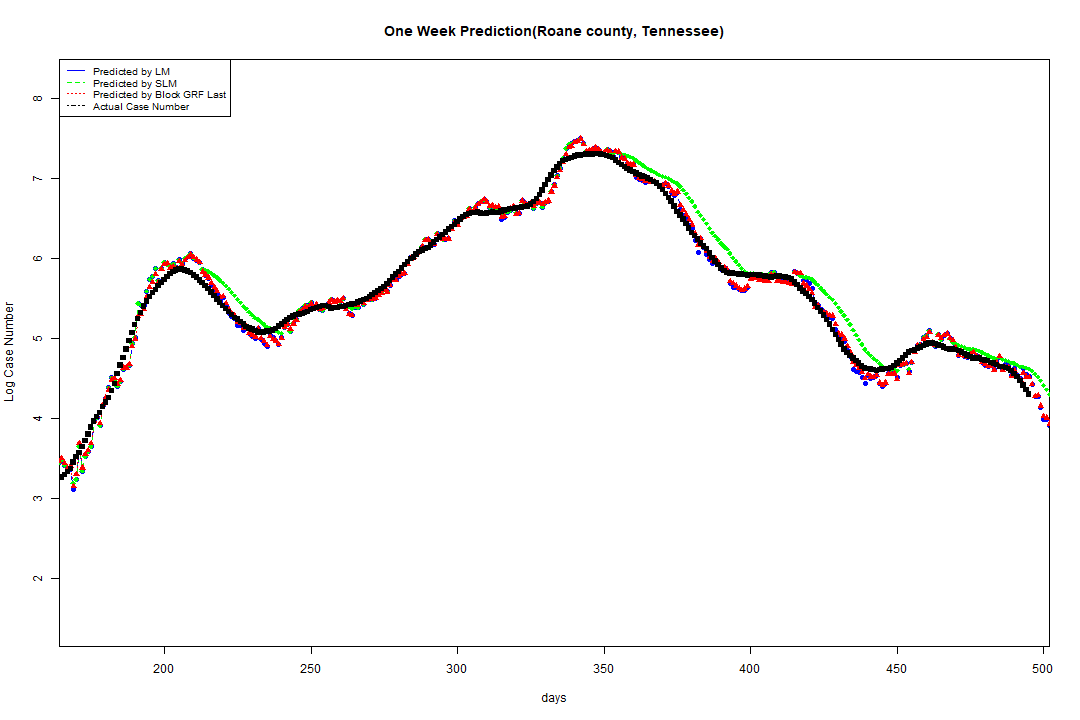 One Week Prediction(Roane county, Tennessee)
Predicted by LM
Predicted by SLM
Predicted by Block GRF Last
Actual Case Number
8
7
6
5
4
3
2
Log Case Number
200 250 300 350 400 450 500
days